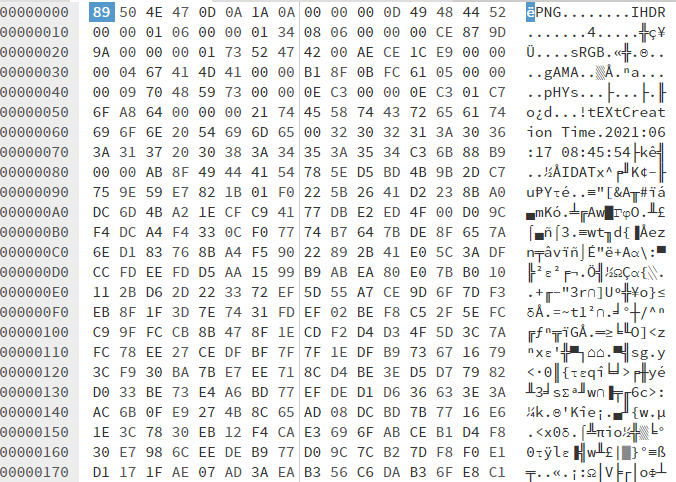 00000000 89 50 4E 47 0D 0A 1A 0A 00 00 00 0D 49 48 44 52 ëPNG........IHDR
00000010 00 00 01 06 00 00 01 34 08 06 00 00 00 CE 87 9D .......4.....╬ç¥
00000020 9A 00 00 00 01 73 52 47 42 00 AE CE 1C E9 00 00 Ü....sRGB.«╬.Θ..
00000030 00 04 67 41 4D 41 00 00 B1 8F 0B FC 61 05 00 00 ..gAMA..▒Å.ⁿa...
00000040 00 09 70 48 59 73 00 00 0E C3 00 00 0E C3 01 C7 ..pHYs...├...├.╟
00000050 6F A8 64 00 00 00 21 74 45 58 74 43 72 65 61 74 o¿d...!tEXtCreat
00000060 69 6F 6E 20 54 69 6D 65 00 32 30 32 31 3A 30 36 ion Time.2021:06
00000070 3A 31 37 20 30 38 3A 34 35 3A 35 34 C3 6B 88 B9 :17 08:45:54├kê╣
00000080 00 00 AB 8F 49 44 41 54 78 5E D5 BD 4B 9B 2C D7 ..½ÅIDATx^╒╜K¢,╫
00000090 75 9E 59 E7 82 1B 01 F0 22 5B 26 41 D2 23 8B A0 u₧Yτé..≡"[&A╥#ïá
000000A0 DC 6D 4B A2 1E CF C9 41 77 DB E2 ED 4F 00 D0 9C ▄mKó.╧╔Aw█ΓφO.╨£
000000B0 F4 DC A4 F4 33 0C F0 77 74 B7 64 7B DE 8F 65 7A ⌠▄ñ⌠3.≡wt╖d{▐Åez
000000C0 6E D1 83 76 8B A4 F5 90 22 89 2B 41 E0 5C 3A DF n╤âvïñ⌡É"ë+Aα\:▀
000000D0 CC FD EE FD D5 AA 15 99 B9 AB EA 80 E0 7B B0 10 ╠²ε²╒¬.Ö╣½ΩÇα{░.
000000E0 11 2B D6 2D 22 33 72 EF 5D 55 A7 CE 9D 6F 7D F3 .+╓-"3r∩]Uº╬¥o}≤
000000F0 EB 8F 1F 3D 7E 74 31 FD EF 02 BE F8 C5 2F 5E FC δÅ.=~t1²∩.╛°┼/^ⁿ
00000100 C9 9F FC CB 8B 47 8F 1E CD F2 D4 D3 4F 5D 3C 7A ╔ƒⁿ╦ïGÅ.═≥╘╙O]<z
00000110 FC 78 EE 27 CE DF BF 7F 7F 1E DF B9 73 67 16 79 ⁿxε'╬▀┐⌂⌂.▀╣sg.y
00000120 3C F9 30 BA 7B E7 EE 71 8C D4 BE 3E D5 D7 79 82 <∙0║{τεqî╘╛>╒╫yé
00000130 D0 33 BE 73 E4 A6 BD 77 EF DE D1 D6 36 63 3E 3A ╨3╛sΣª╜w∩▐╤╓6c>:
00000140 AC 6B 0F E9 27 4B 8C 65 AD 08 DC BD 7B 77 16 E6 ¼k.Θ'Kîe¡.▄╜{w.µ
00000150 1E 3C 78 30 EB 12 F4 CA E3 69 6F AB CE B1 D4 F8 .<x0δ.⌠╩πio½╬▒╘°
00000160 30 E7 98 6C EE DE B9 77 D0 9C 7C B2 7D F8 F0 E1 0τÿlε▐╣w╨£|▓}°≡ß
00000170 D1 17 1F AE 07 AD 3A EA B3 56 C6 DA B3 6F E8 C1 ╤..«.¡:Ω│V╞┌│oΦ┴